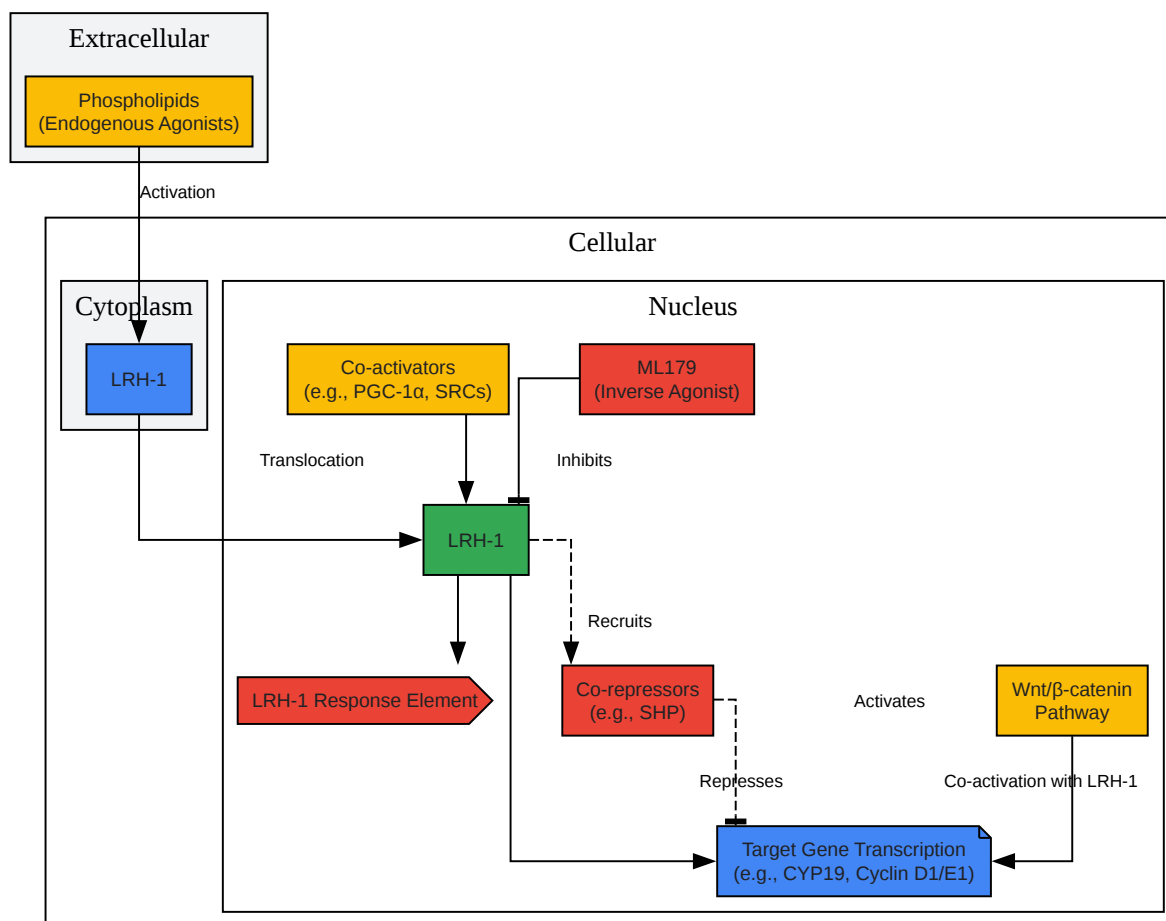 Extracellular
Phospholipids
(Endogenous Agonists)
Activation
Cellular
Cytoplasm
Nucleus
LRH-1
Co-activators
(e.g., PGC-1α, SRCs)
ML179
(Inverse Agonist)
Translocation
Inhibits
LRH-1
Recruits
LRH-1 Response Element
Co-repressors
(e.g., SHP)
Activates
Wnt/β-catenin
Pathway
Represses
Co-activation with LRH-1
Target Gene Transcription
(e.g., CYP19, Cyclin D1/E1)